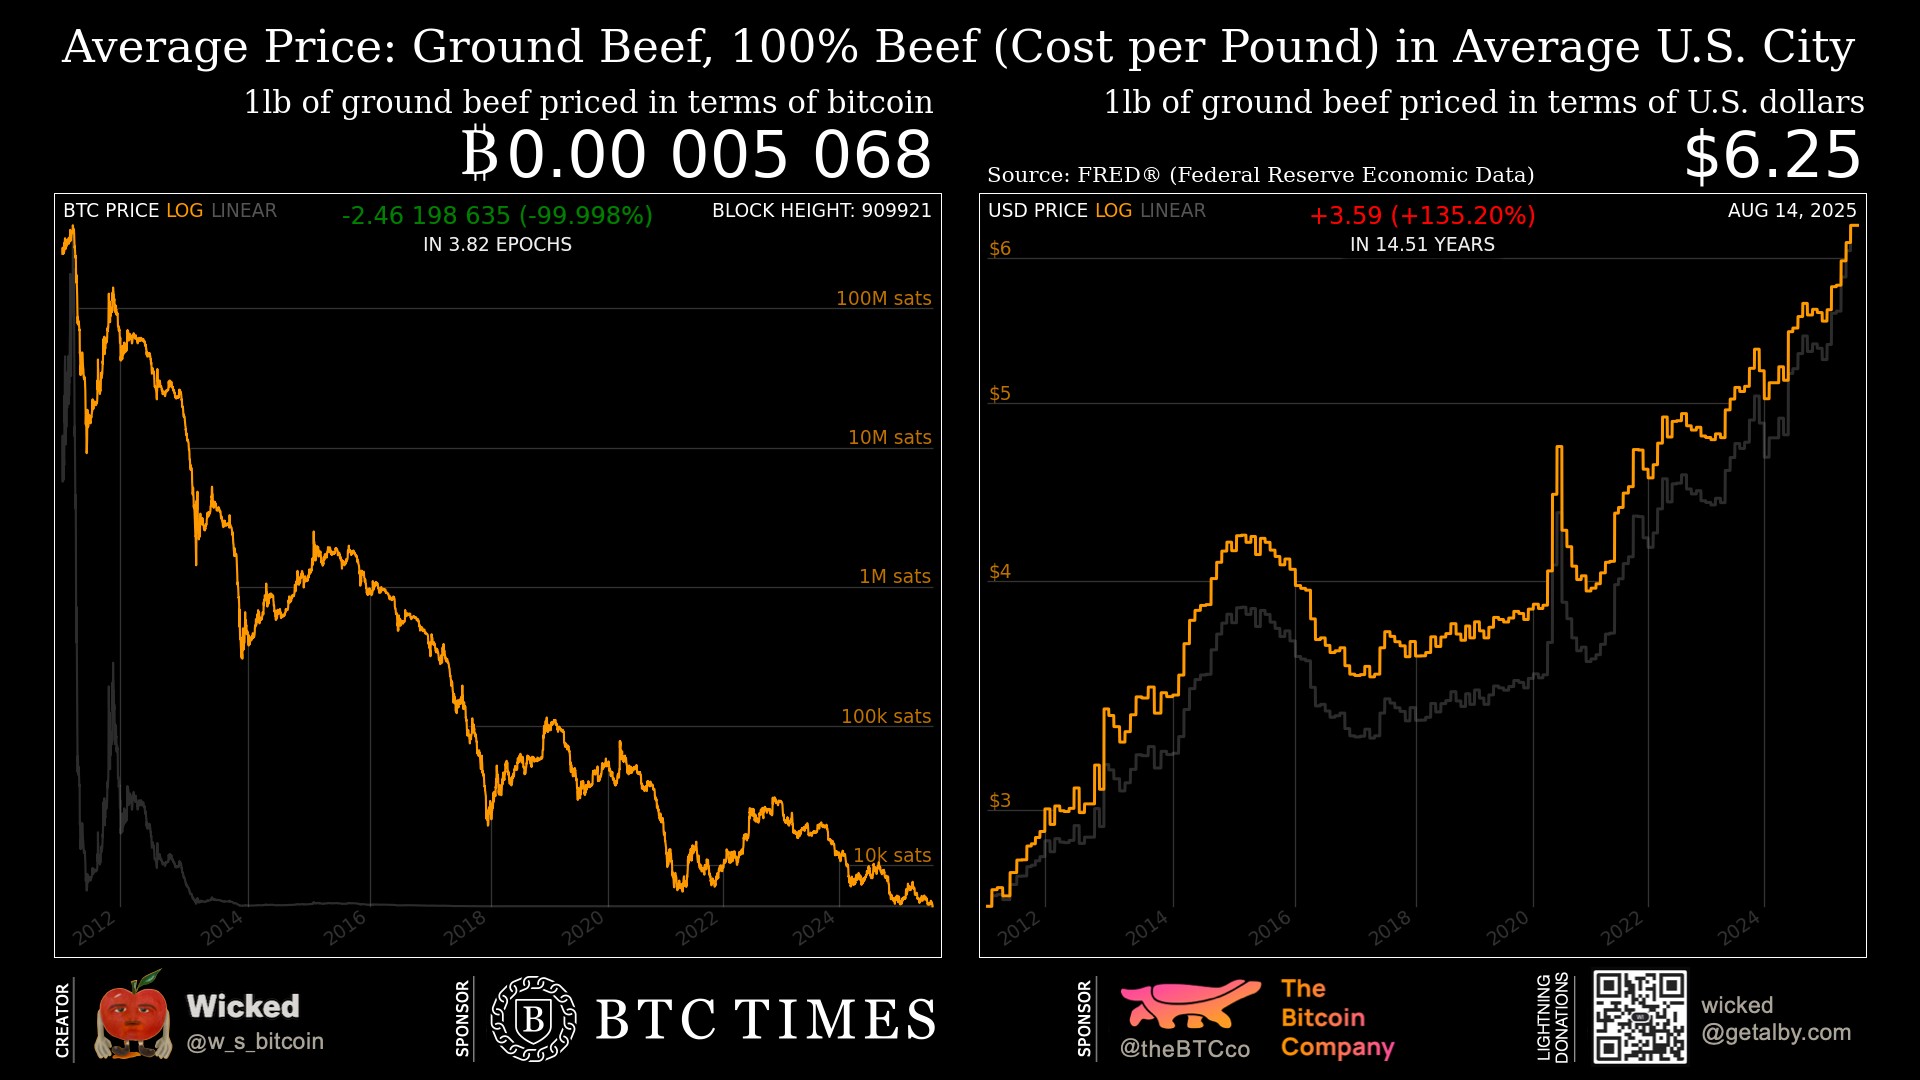 Average Price: Ground Beef, 100% Beef (Cost per Pound) in Average U.S. City
1lb of ground beef priced in terms of bitcoin
₿0.00 005 068
BTC PRICE LOG LINEAR
-2.46 198 635 (-99.998%)
IN 3.82 EPOCHS
BLOCK HEIGHT: 909921
100M sats
10M sats
1M sats
100k sats
10k sats
2012
2014
2016
2018
2020
2022
2024
1lb of ground beef priced in terms of U.S. dollars
$6.25
Source: FRED® (Federal Reserve Economic Data)
USD PRICE LOG LINEAR
+3.59 (+135.20%)
IN 14.51 YEARS
AUG 14, 2025
$6
$5
$4
$3
2012
2014
2016
2018
2020
2022
2024
CREATOR
Wicked
@w_s_bitcoin
SPONSOR
B
BTC TIMES
SPONSOR
@theBTCco
The
Bitcoin
Company
LIGHTNING
DONATIONS
wicked
@getalby.com